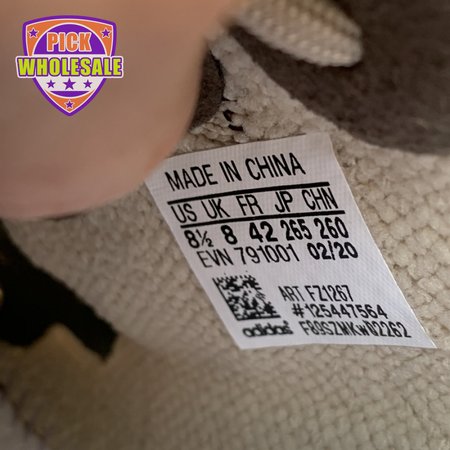 PICK
WHOLESALE
MADE IN CHINA
US UK FR JP CHN
8½ 8 42 265 260
EVN 791001 02/20
ART FZ1267
#125447564
adidas